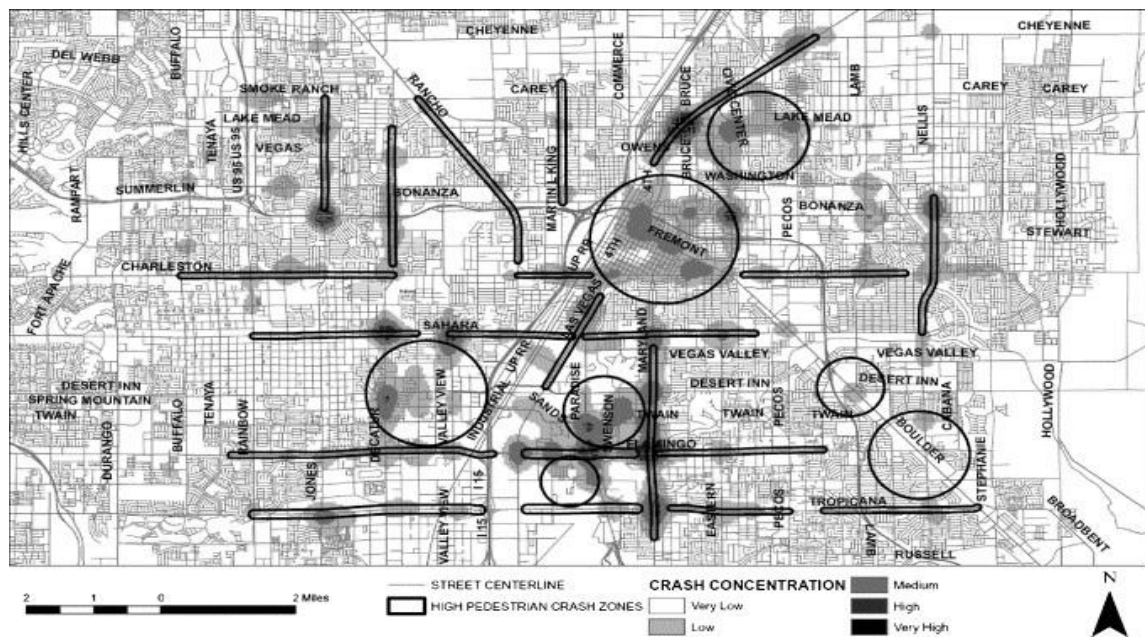 CHEYENNE
CHEYENNE
DEL WEBB
BUFFALO
COMMERCE
HILLS CENTER
RANCHO
SMOKE RANCH
CAREY
BRUCE
LAMB
CAREY
CAREY
LAKE MEAD
LAKE MEAD
TENAYA
US 95
US 95
VEGAS
OWENS
BRUCE
NELLIS
RAMPART
SUMMERLIN
BONANZA
MARTIN L KING
4TH
WASHINGTON
PECOS
BONANZA
HOLLYWOOD
STEWART
FREMONT
UP RR
4TH
CHARLESTON
FORT APACHE
LAS VEGAS
SAHARA
MARYLAND
VEGAS VALLEY
VEGAS VALLEY
UP RR
INDUSTRIAL
DESERT INN
SPRING MOUNTAIN
TWAIN
BUFFALO
TENAYA
RAINBOW
DECATUR
VALLEY VIEW
PARADISE
SWENSON
TWAIN
DESERT INN
TWAIN
PECOS
TWAIN
DESERT INN
CABANA
HOLLYWOOD
DURANGO
JONES
FLAMINGO
BOULDER
STEPHANIE
I 15
I 15
VALLEY VIEW
EASTERN
PECOS
TROPICANA
LAMB
BROADBENT
RUSSELL
2 1 0 2 Miles
STREET CENTERLINE
HIGH PEDESTRIAN CRASH ZONES
CRASH CONCENTRATION
Very Low
Low
Medium
High
Very High
N